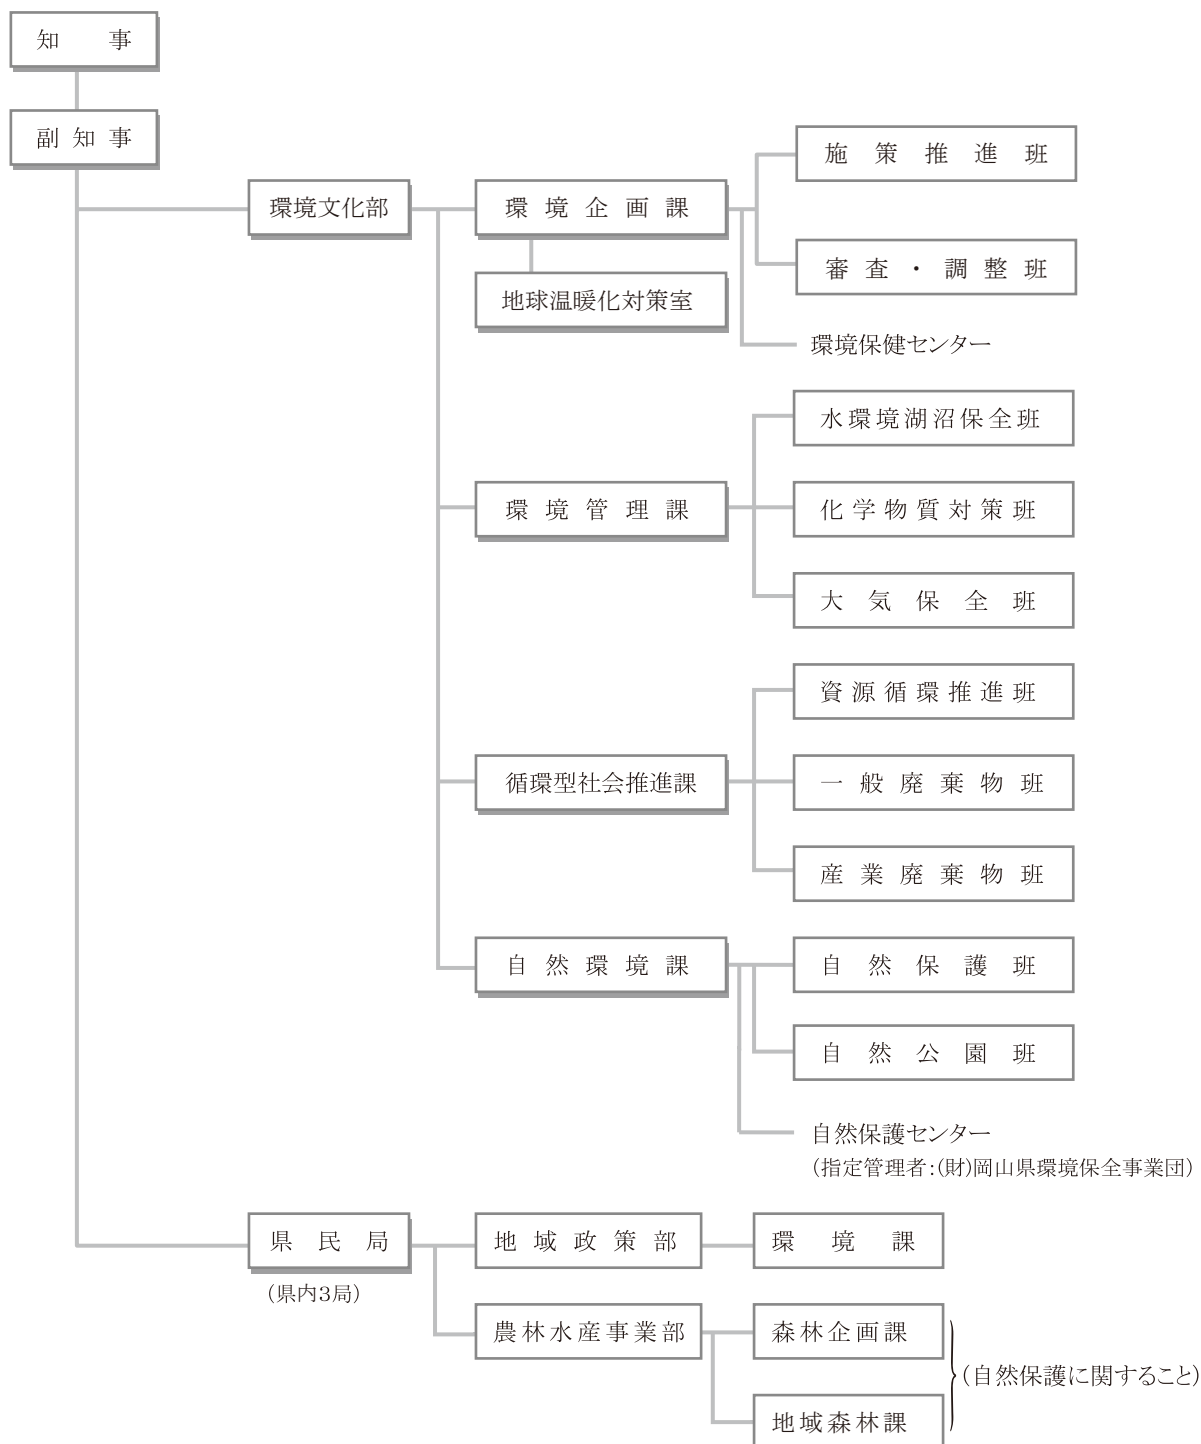 知事
副知事
環境文化部
環境企画課
地球温暖化対策室
施策推進班
審査・調整班
環境保健センター
環境管理課
水環境湖沼保全班
化学物質対策班
大気保全班
循環型社会推進課
資源循環推進班
一般廃棄物班
産業廃棄物班
自然環境課
自然保護班
自然公園班
自然保護センター
（指定管理者：（財）岡山県環境保全事業団）
県民局
（県内3局）
地域政策部
環境課
農林水産事業部
森林企画課
地域森林課
（自然保護に関すること）